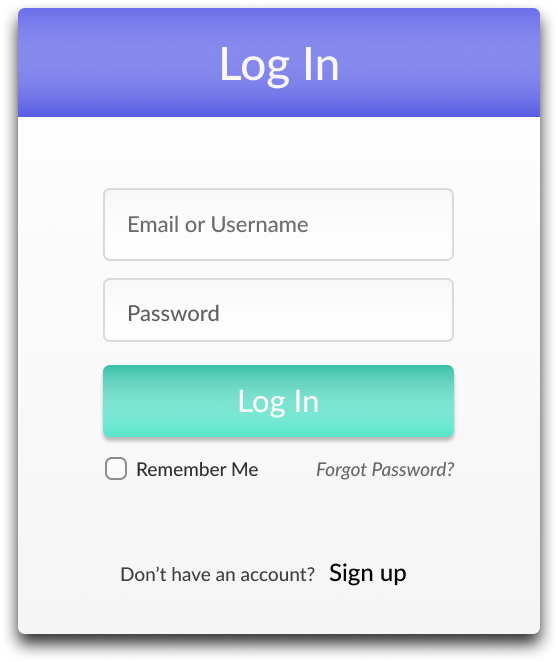 Log In
Email or Username
Password
Log In
Remember Me Forgot Password?
Don't have an account? Sign up